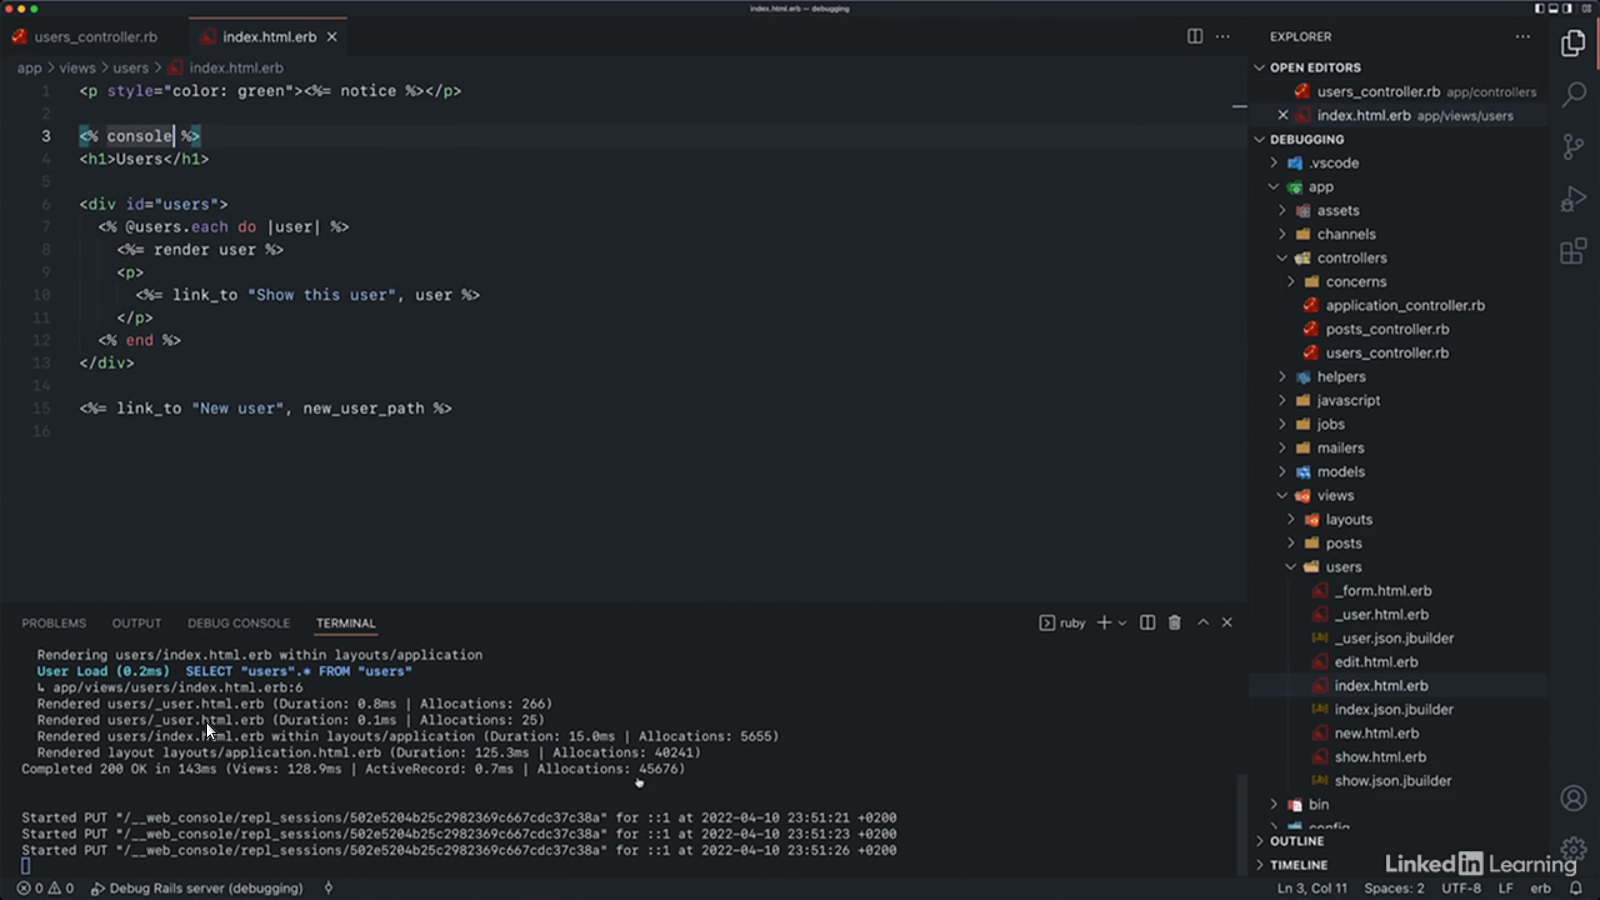 index.html.erb — debugging
users_controller.rb
index.html.erb
app > views > users > index.html.erb
1 <p style="color: green"><%= notice %></p>
2
3 <% console %>
4 <h1>Users</h1>
5
6 <div id="users">
7 <% @users.each do |user| %>
8 <%= render user %>
9 <p>
10 <%= link_to "Show this user", user %>
11 </p>
12 <% end %>
13 </div>
14
15 <%= link_to "New user", new_user_path %>
16
PROBLEMS OUTPUT DEBUG CONSOLE TERMINAL
ruby
Rendering users/index.html.erb within layouts/application
User Load (0.2ms) SELECT "users".* FROM "users"
↳ app/views/users/index.html.erb:6
Rendered users/_user.html.erb (Duration: 0.8ms | Allocations: 266)
Rendered users/_user.html.erb (Duration: 0.1ms | Allocations: 25)
Rendered users/index.html.erb within layouts/application (Duration: 15.0ms | Allocations: 5655)
Rendered layout layouts/application.html.erb (Duration: 125.3ms | Allocations: 40241)
Completed 200 OK in 143ms (Views: 128.9ms | ActiveRecord: 0.7ms | Allocations: 45676)
Started PUT "/__web_console/repl_sessions/502e5204b25c2982369c667cdc37c38a" for ::1 at 2022-04-10 23:51:21 +0200
Started PUT "/__web_console/repl_sessions/502e5204b25c2982369c667cdc37c38a" for ::1 at 2022-04-10 23:51:23 +0200
Started PUT "/__web_console/repl_sessions/502e5204b25c2982369c667cdc37c38a" for ::1 at 2022-04-10 23:51:26 +0200
EXPLORER
OPEN EDITORS
users_controller.rb app/controllers
index.html.erb app/views/users
DEBUGGING
.vscode
app
assets
channels
controllers
concerns
application_controller.rb
posts_controller.rb
users_controller.rb
helpers
javascript
jobs
mailers
models
views
layouts
posts
users
_form.html.erb
_user.html.erb
_user.json.jbuilder
edit.html.erb
index.html.erb
index.json.jbuilder
new.html.erb
show.html.erb
show.json.jbuilder
bin
config
OUTLINE
TIMELINE
LinkedIn Learning
0 0 Debug Rails server (debugging)
Ln 3, Col 11 Spaces: 2 UTF-8 LF erb